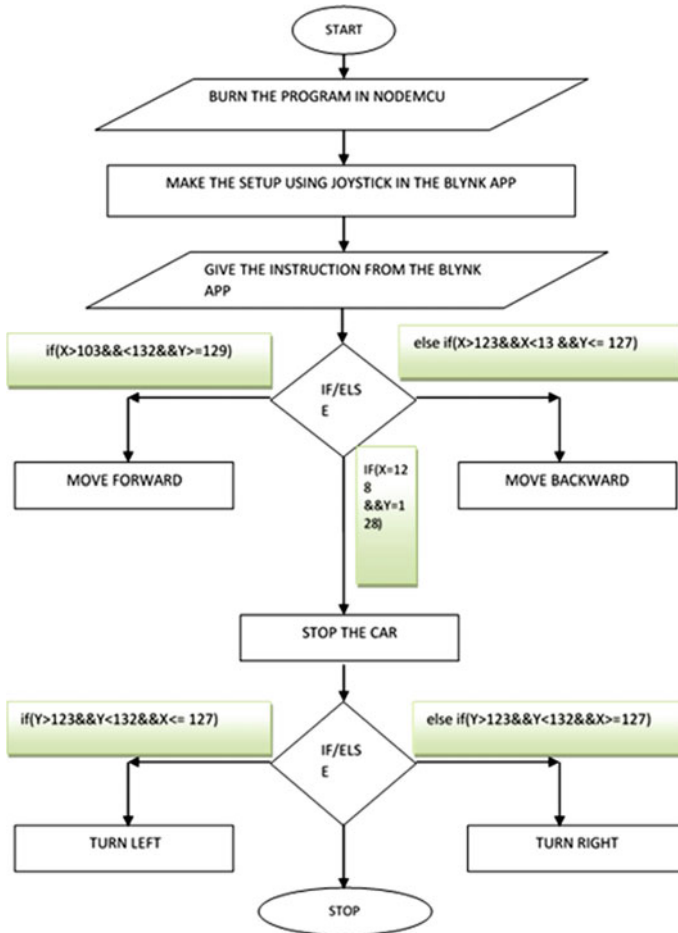 START
BURN THE PROGRAM IN NODEMCU
MAKE THE SETUP USING JOYSTICK IN THE BLYNK APP
GIVE THE INSTRUCTION FROM THE BLYNK
APP
if(X>103&&<132&&Y>=129)
else if(X>123&&X<13 &&Y<= 127)
IF/ELS
E
MOVE FORWARD
IF(X=12
8
&&Y=1
28)
MOVE BACKWARD
STOP THE CAR
if(Y>123&&Y<132&&X<= 127)
else if(Y>123&&Y<132&&X>=127)
IF/ELS
E
TURN LEFT
TURN RIGHT
STOP